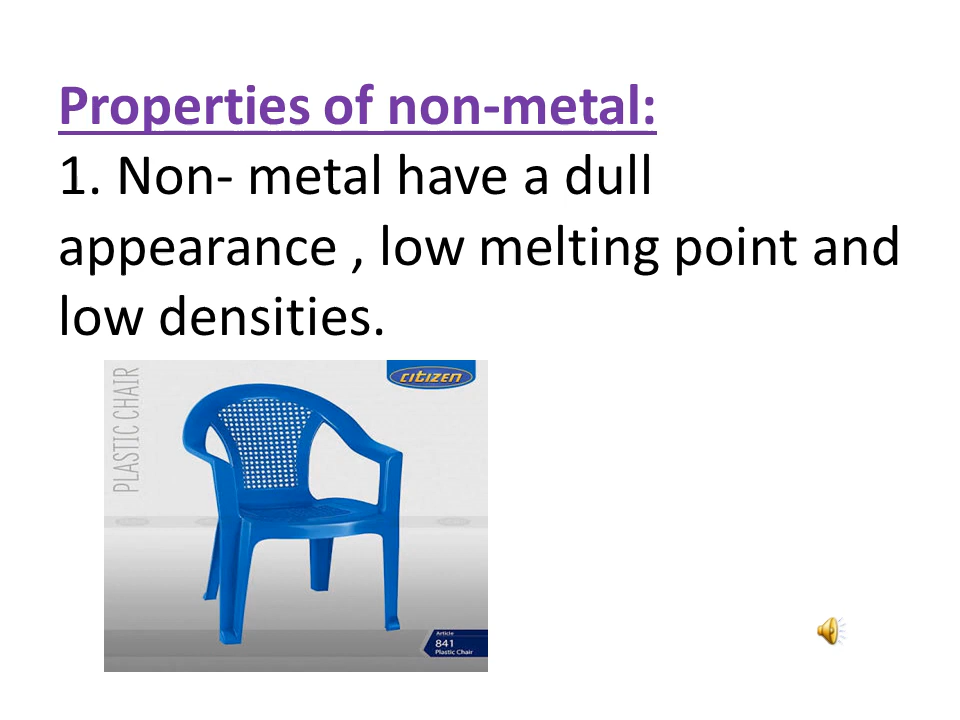 Properties of non-metal:
1. Non- metal have a dull
appearance , low melting point and
low densities.
PLASTIC CHAIR
citizen
Article
841
Plastic Chair